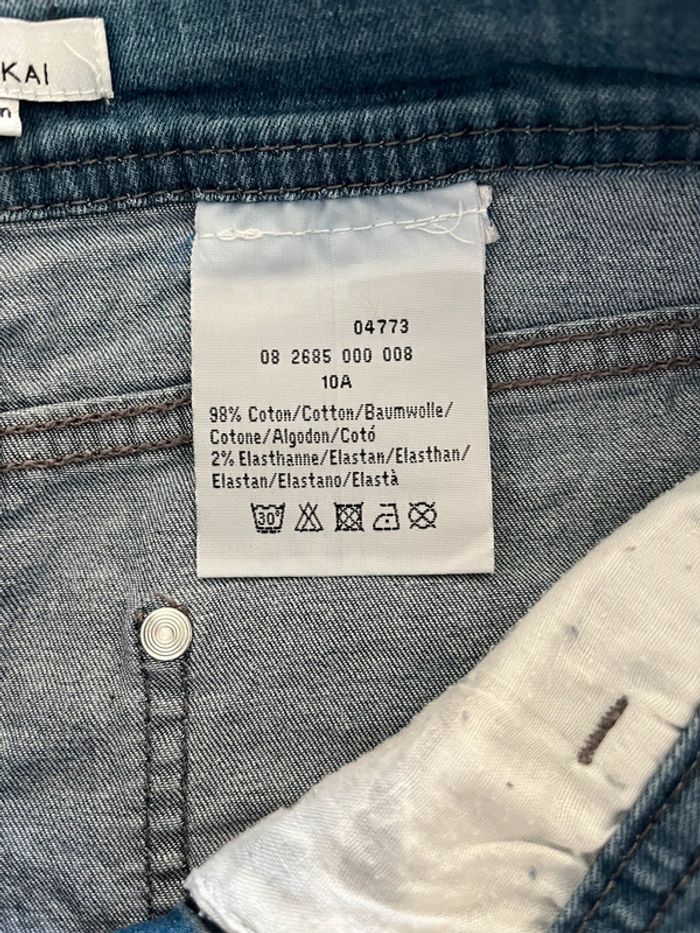 KAI
n
04773
08 2685 000 008
10A
98% Coton/Cotton/Baumwolle/
Cotone/Algodon/Cotó
2% Elasthanne/Elastan/Elasthan/
Elastan/Elastano/Elastà
30°